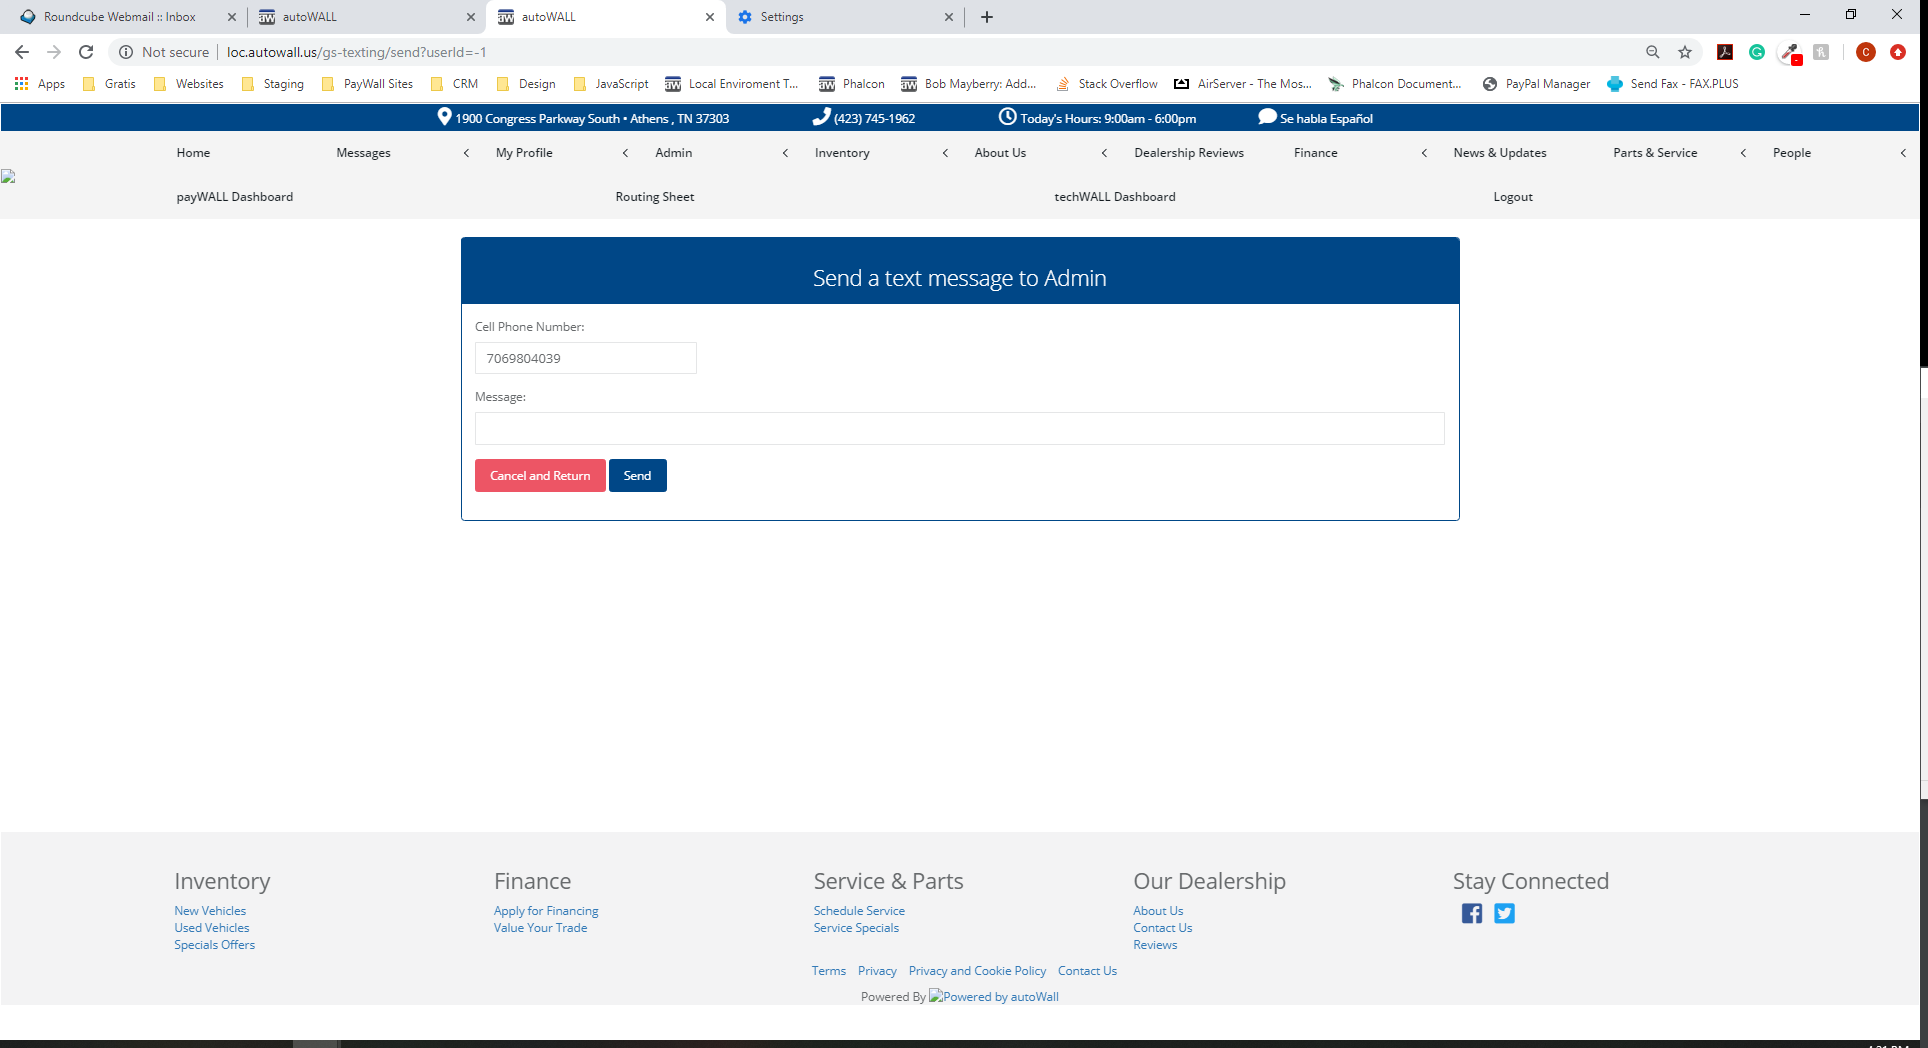 Roundcube Webmail :: Inbox
autoWALL
autoWALL
Settings
Not secure
loc.autowall.us/gs-texting/send?userId=-1
Apps
Gratis
Websites
Staging
PayWall Sites
CRM
Design
JavaScript
Local Enviroment T...
Phalcon
Bob Mayberry: Add...
Stack Overflow
AirServer - The Mos...
Phalcon Document...
PayPal Manager
Send Fax - FAX.PLUS
1900 Congress Parkway South • Athens , TN 37303
(423) 745-1962
Today's Hours: 9:00am - 6:00pm
Se habla Español
Home
Messages
My Profile
Admin
Inventory
About Us
Dealership Reviews
Finance
News & Updates
Parts & Service
People
payWALL Dashboard
Routing Sheet
techWALL Dashboard
Logout
Send a text message to Admin
Cell Phone Number:
7069804039
Message:
Cancel and Return
Send
Inventory
New Vehicles
Used Vehicles
Specials Offers
Finance
Apply for Financing
Value Your Trade
Service & Parts
Schedule Service
Service Specials
Our Dealership
About Us
Contact Us
Reviews
Stay Connected
Terms Privacy Privacy and Cookie Policy Contact Us
Powered By Powered by autoWall